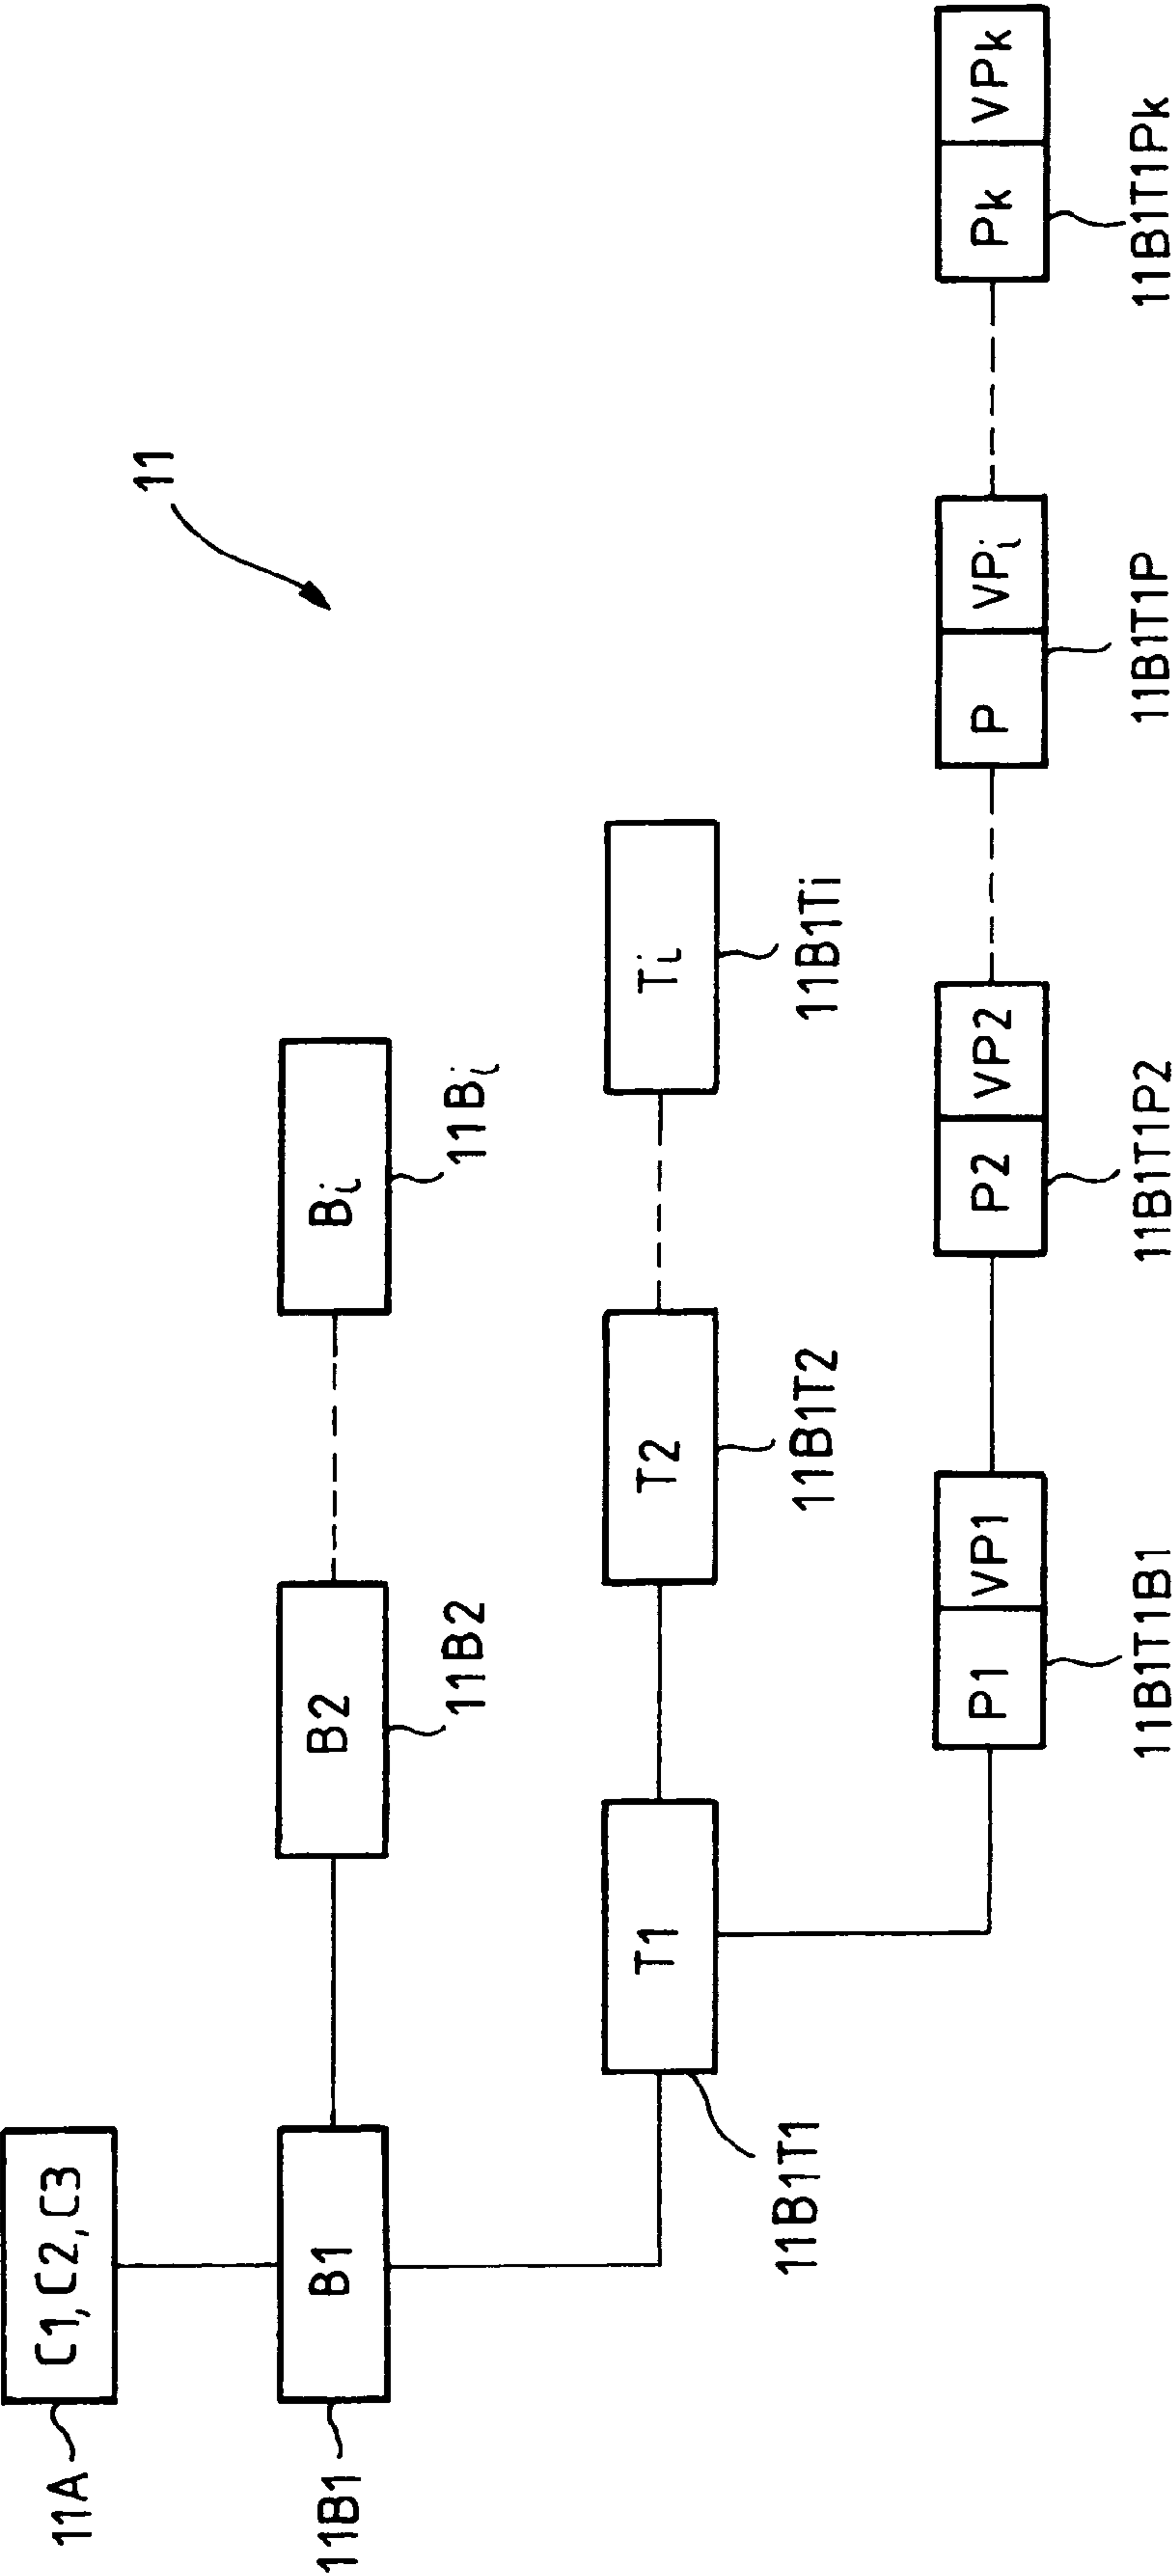 11
11A
C1, C2, C3
11B1
B1
B2
11B2
Bi
11Bi
T1
11B1T1
T2
11B1T2
Ti
11B1Ti
P1 VP1
11B1T1B1
P2 VP2
11B1T1P2
P VPi
11B1T1P
Pk VPk
11B1T1Pk